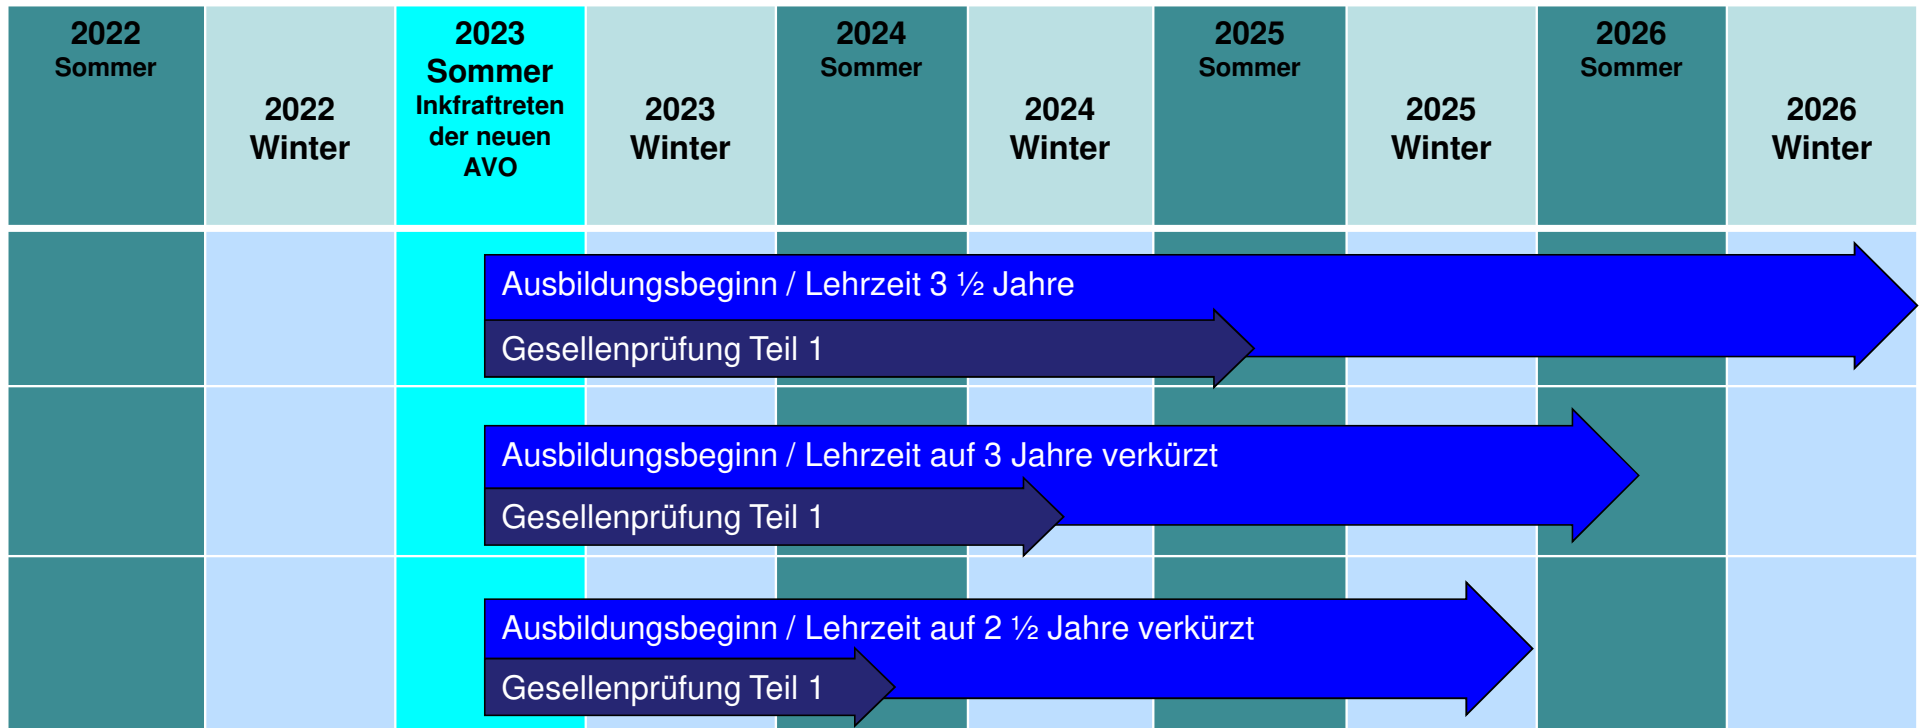 2022
Sommer
2022
Winter
2023
Sommer
Inkfraftreten
der neuen
AVO
2023
Winter
2024
Sommer
2024
Winter
2025
Sommer
2025
Winter
2026
Sommer
2026
Winter
Ausbildungsbeginn / Lehrzeit 3 ½ Jahre
Gesellenprüfung Teil 1
Ausbildungsbeginn / Lehrzeit auf 3 Jahre verkürzt
Gesellenprüfung Teil 1
Ausbildungsbeginn / Lehrzeit auf 2 ½ Jahre verkürzt
Gesellenprüfung Teil 1